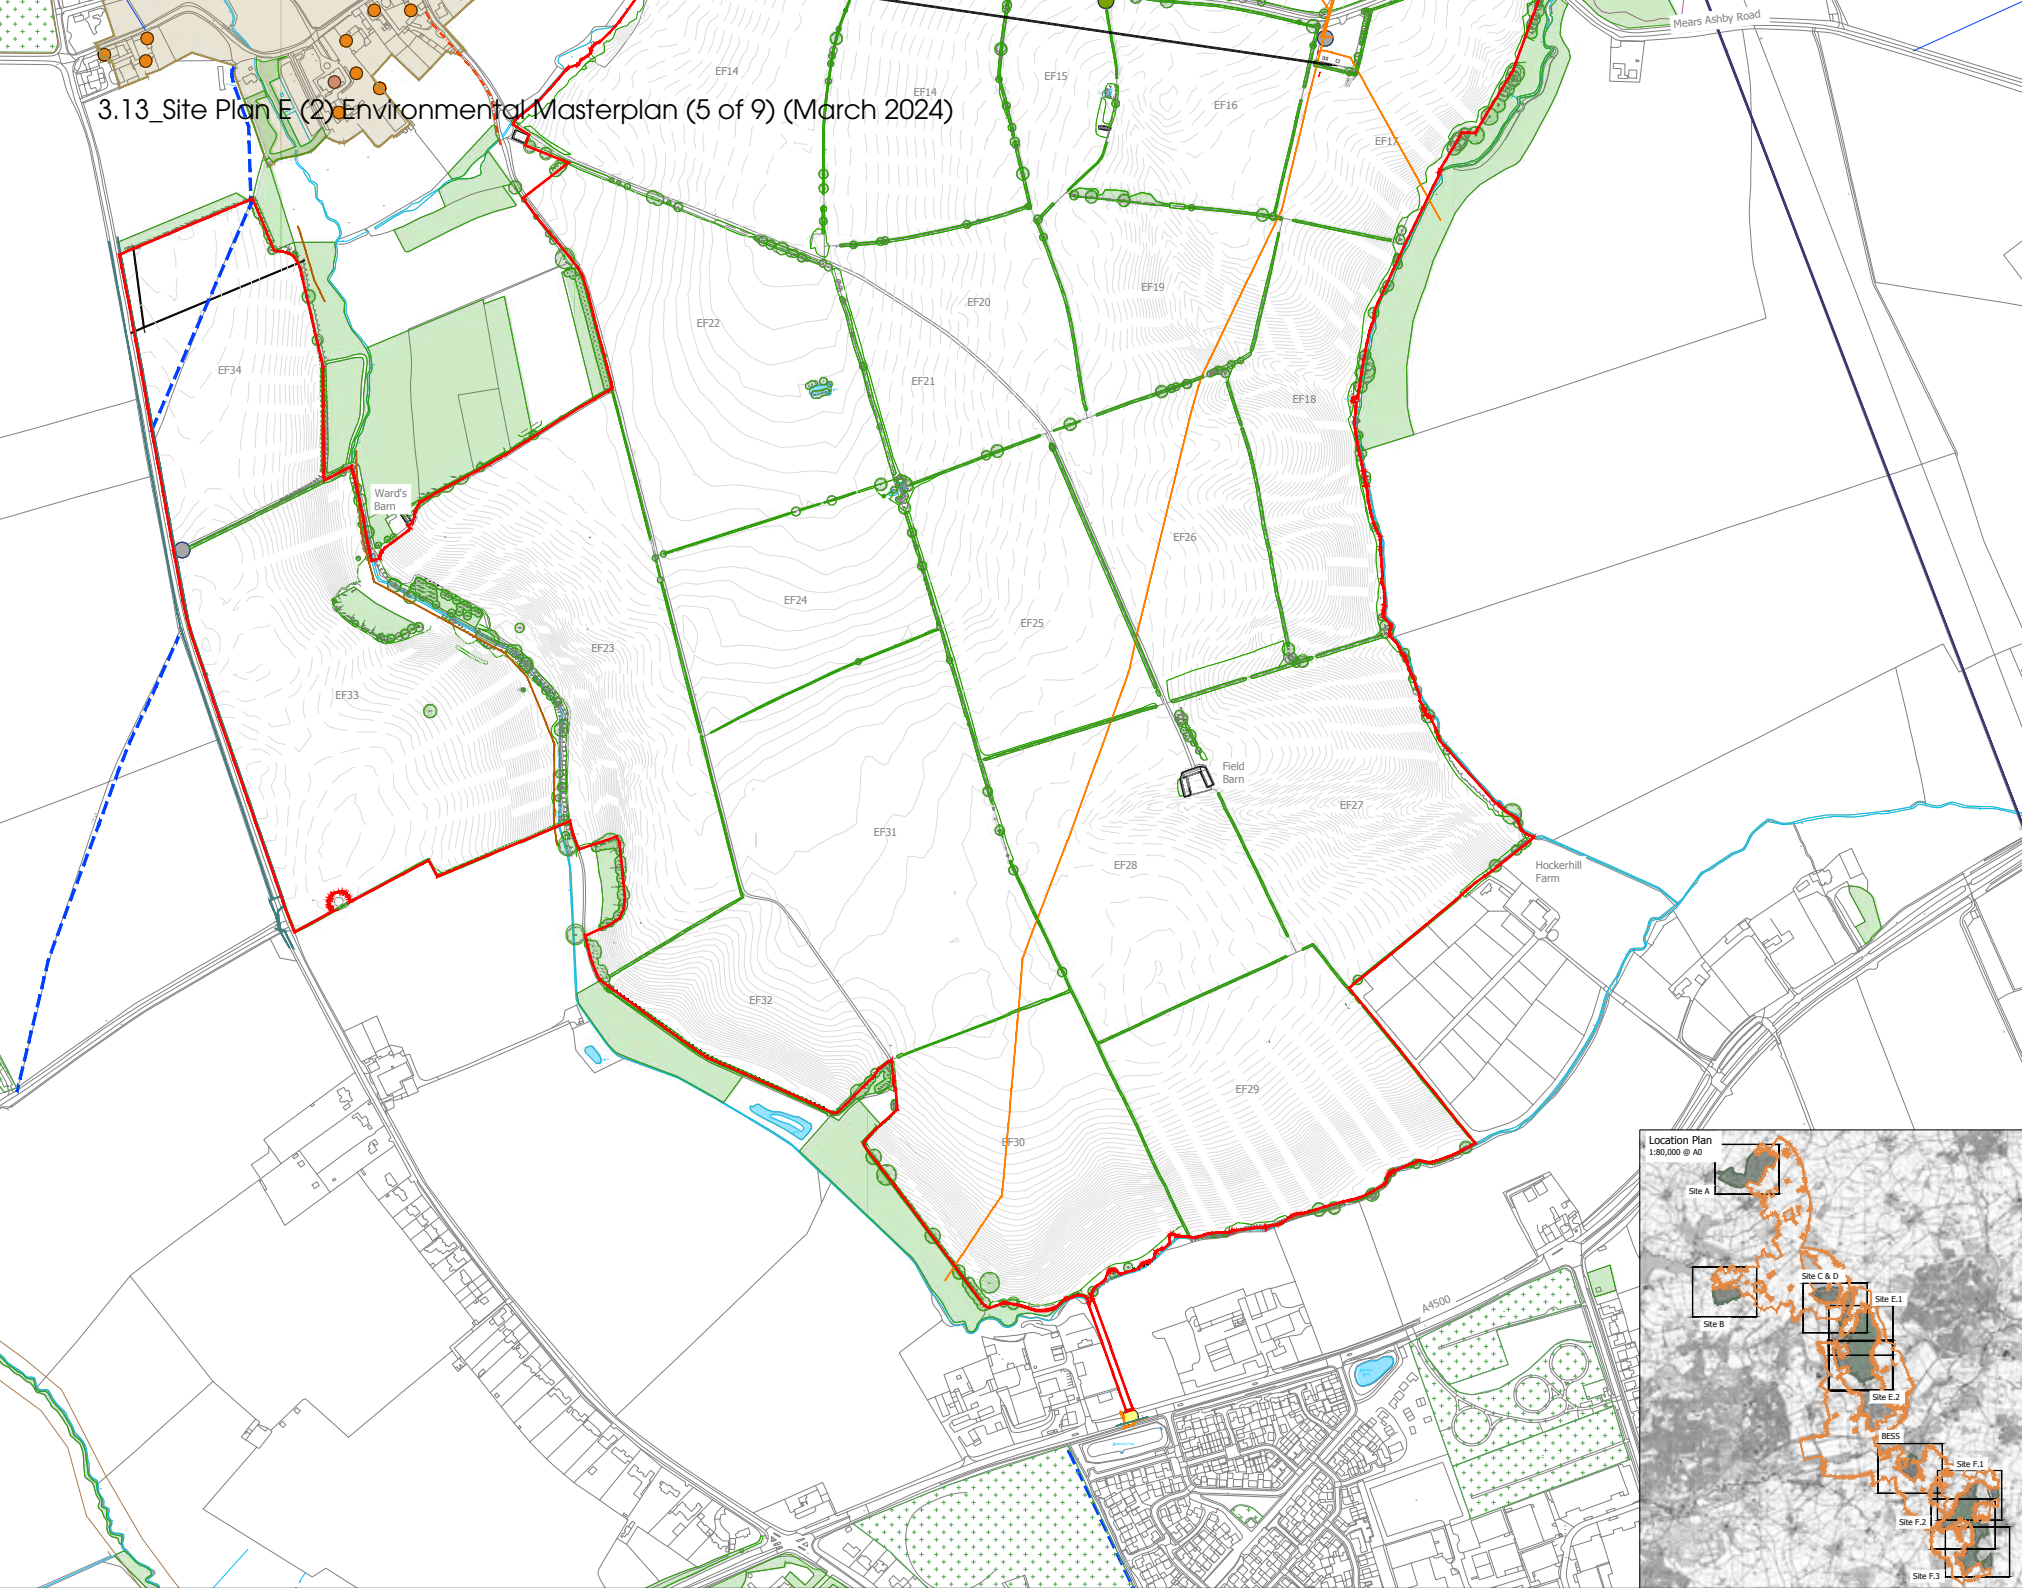 Mears Ashby Road
EF14
EF14
EF15
EF16
EF17
3.13_Site Plan E (2) Environmental Masterplan (5 of 9) (March 2024)
EF19
EF20
EF22
EF34
EF21
EF18
Ward's
Barn
EF26
EF24
EF25
EF23
EF33
Field
Barn
EF27
EF31
EF28
Hockerhill
Farm
EF32
EF29
EF30
A4500
Location Plan
1:80,000 @ A0
Site A
Site C & D
Site E.1
Site B
Site E.2
BESS
Site F.1
Site F.2
Site F.3